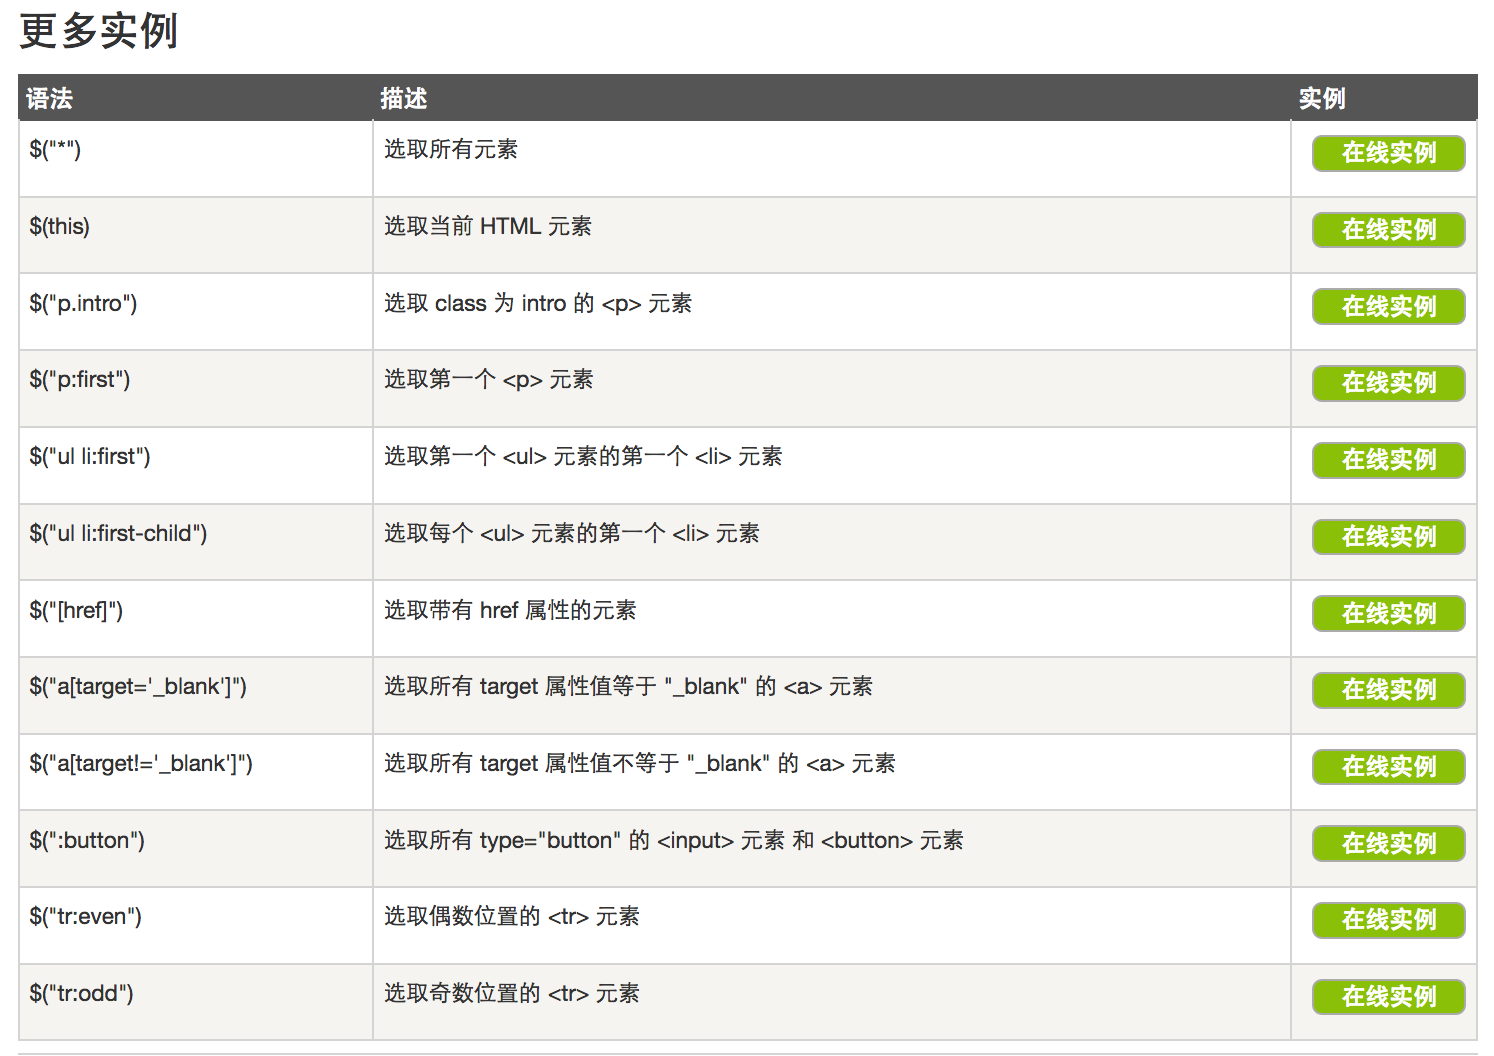 更多实例
语法 描述 实例
$("*") 选取所有元素 在线实例
$(this) 选取当前 HTML 元素 在线实例
$("p.intro") 选取 class 为 intro 的 <p> 元素 在线实例
$("p:first") 选取第一个 <p> 元素 在线实例
$("ul li:first") 选取第一个 <ul> 元素的第一个 <li> 元素 在线实例
$("ul li:first-child") 选取每个 <ul> 元素的第一个 <li> 元素 在线实例
$("[href]") 选取带有 href 属性的元素 在线实例
$("a[target='_blank']") 选取所有 target 属性值等于 "_blank" 的 <a> 元素 在线实例
$("a[target!='_blank']") 选取所有 target 属性值不等于 "_blank" 的 <a> 元素 在线实例
$(":button") 选取所有 type="button" 的 <input> 元素 和 <button> 元素 在线实例
$("tr:even") 选取偶数位置的 <tr> 元素 在线实例
$("tr:odd") 选取奇数位置的 <tr> 元素 在线实例